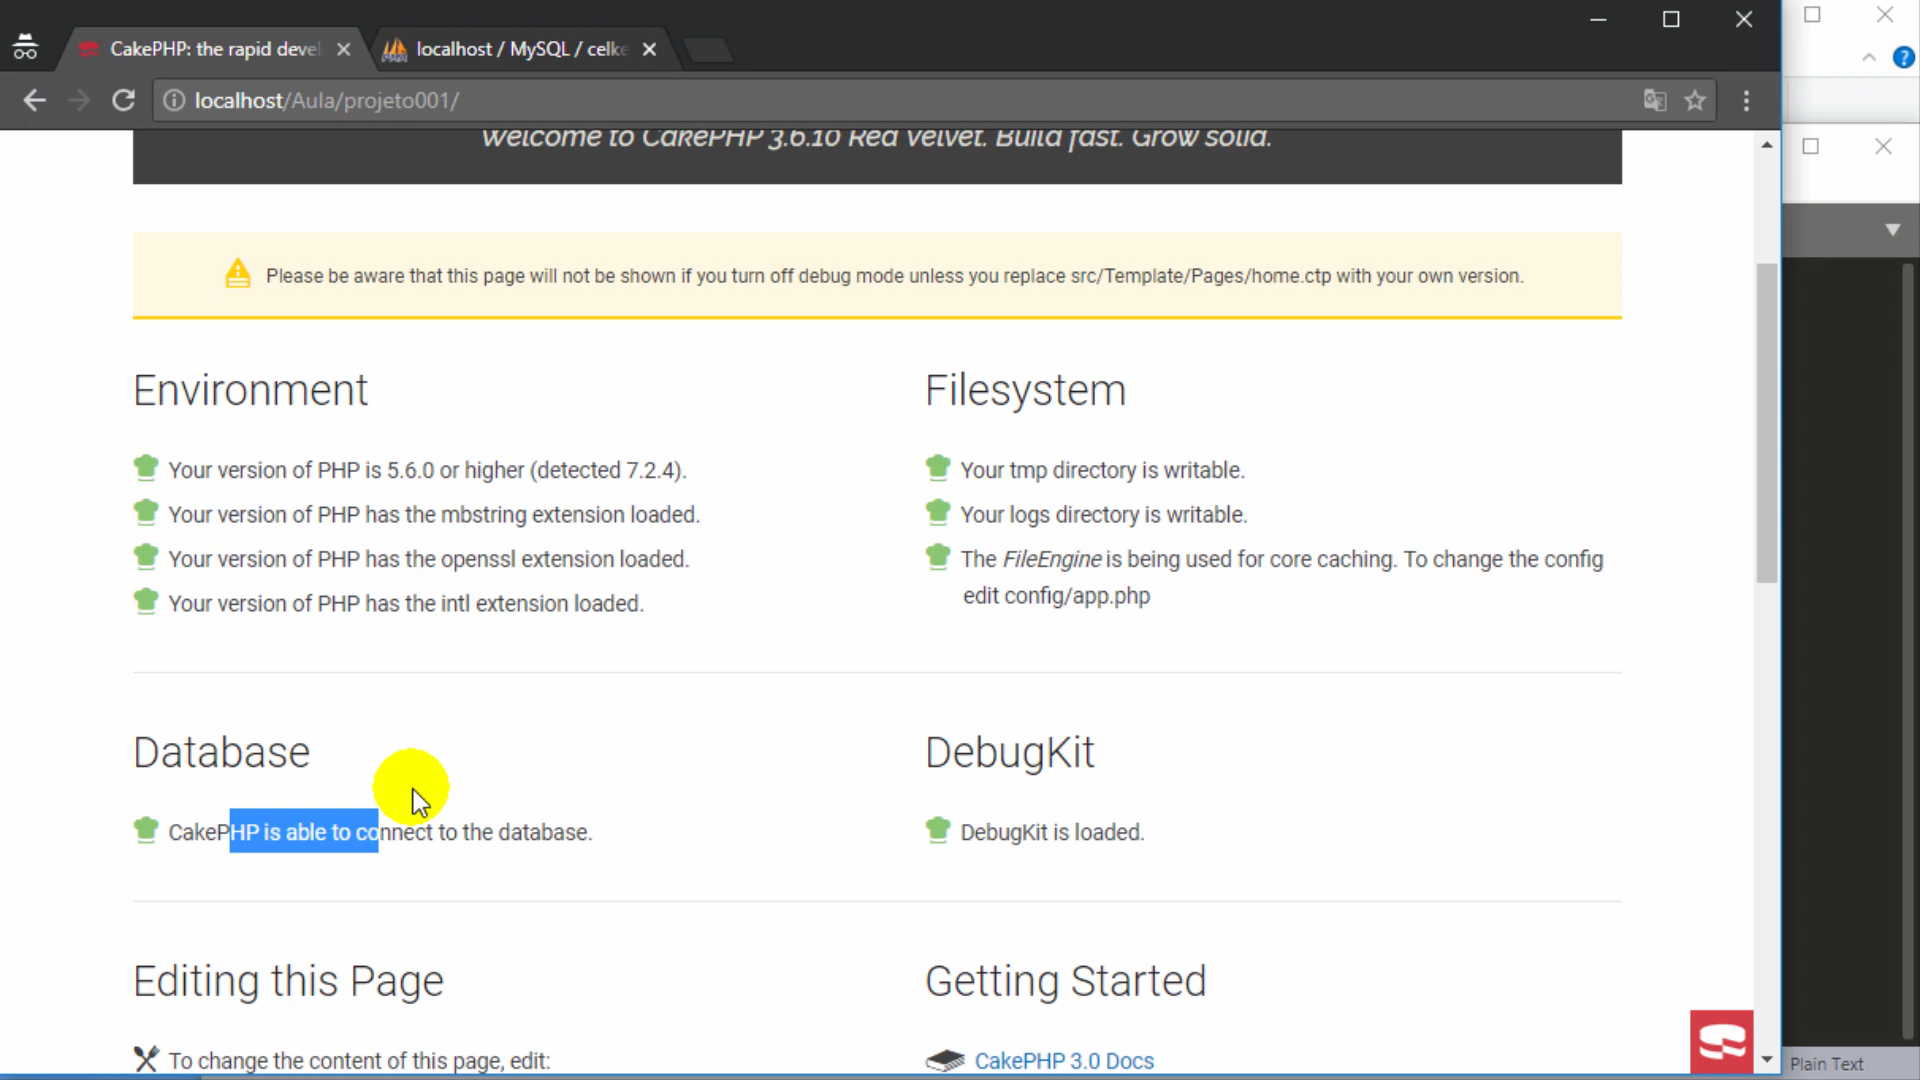 CakePHP: the rapid devel
localhost / MySQL / celke
localhost/Aula/projeto001/
Welcome to CakePHP 3.6.10 Red Velvet. Build fast. Grow solid.
Please be aware that this page will not be shown if you turn off debug mode unless you replace src/Template/Pages/home.ctp with your own version.
Environment
Your version of PHP is 5.6.0 or higher (detected 7.2.4).
Your version of PHP has the mbstring extension loaded.
Your version of PHP has the openssl extension loaded.
Your version of PHP has the intl extension loaded.
Filesystem
Your tmp directory is writable.
Your logs directory is writable.
The FileEngine is being used for core caching. To change the config
edit config/app.php
Database
CakePHP is able to connect to the database.
DebugKit
DebugKit is loaded.
Editing this Page
To change the content of this page, edit:
Getting Started
CakePHP 3.0 Docs
Plain Text